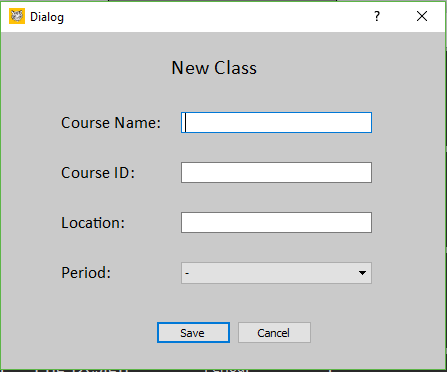 Dialog
?
New Class
Course Name:
Course ID:
Location:
Period: -
Save Cancel